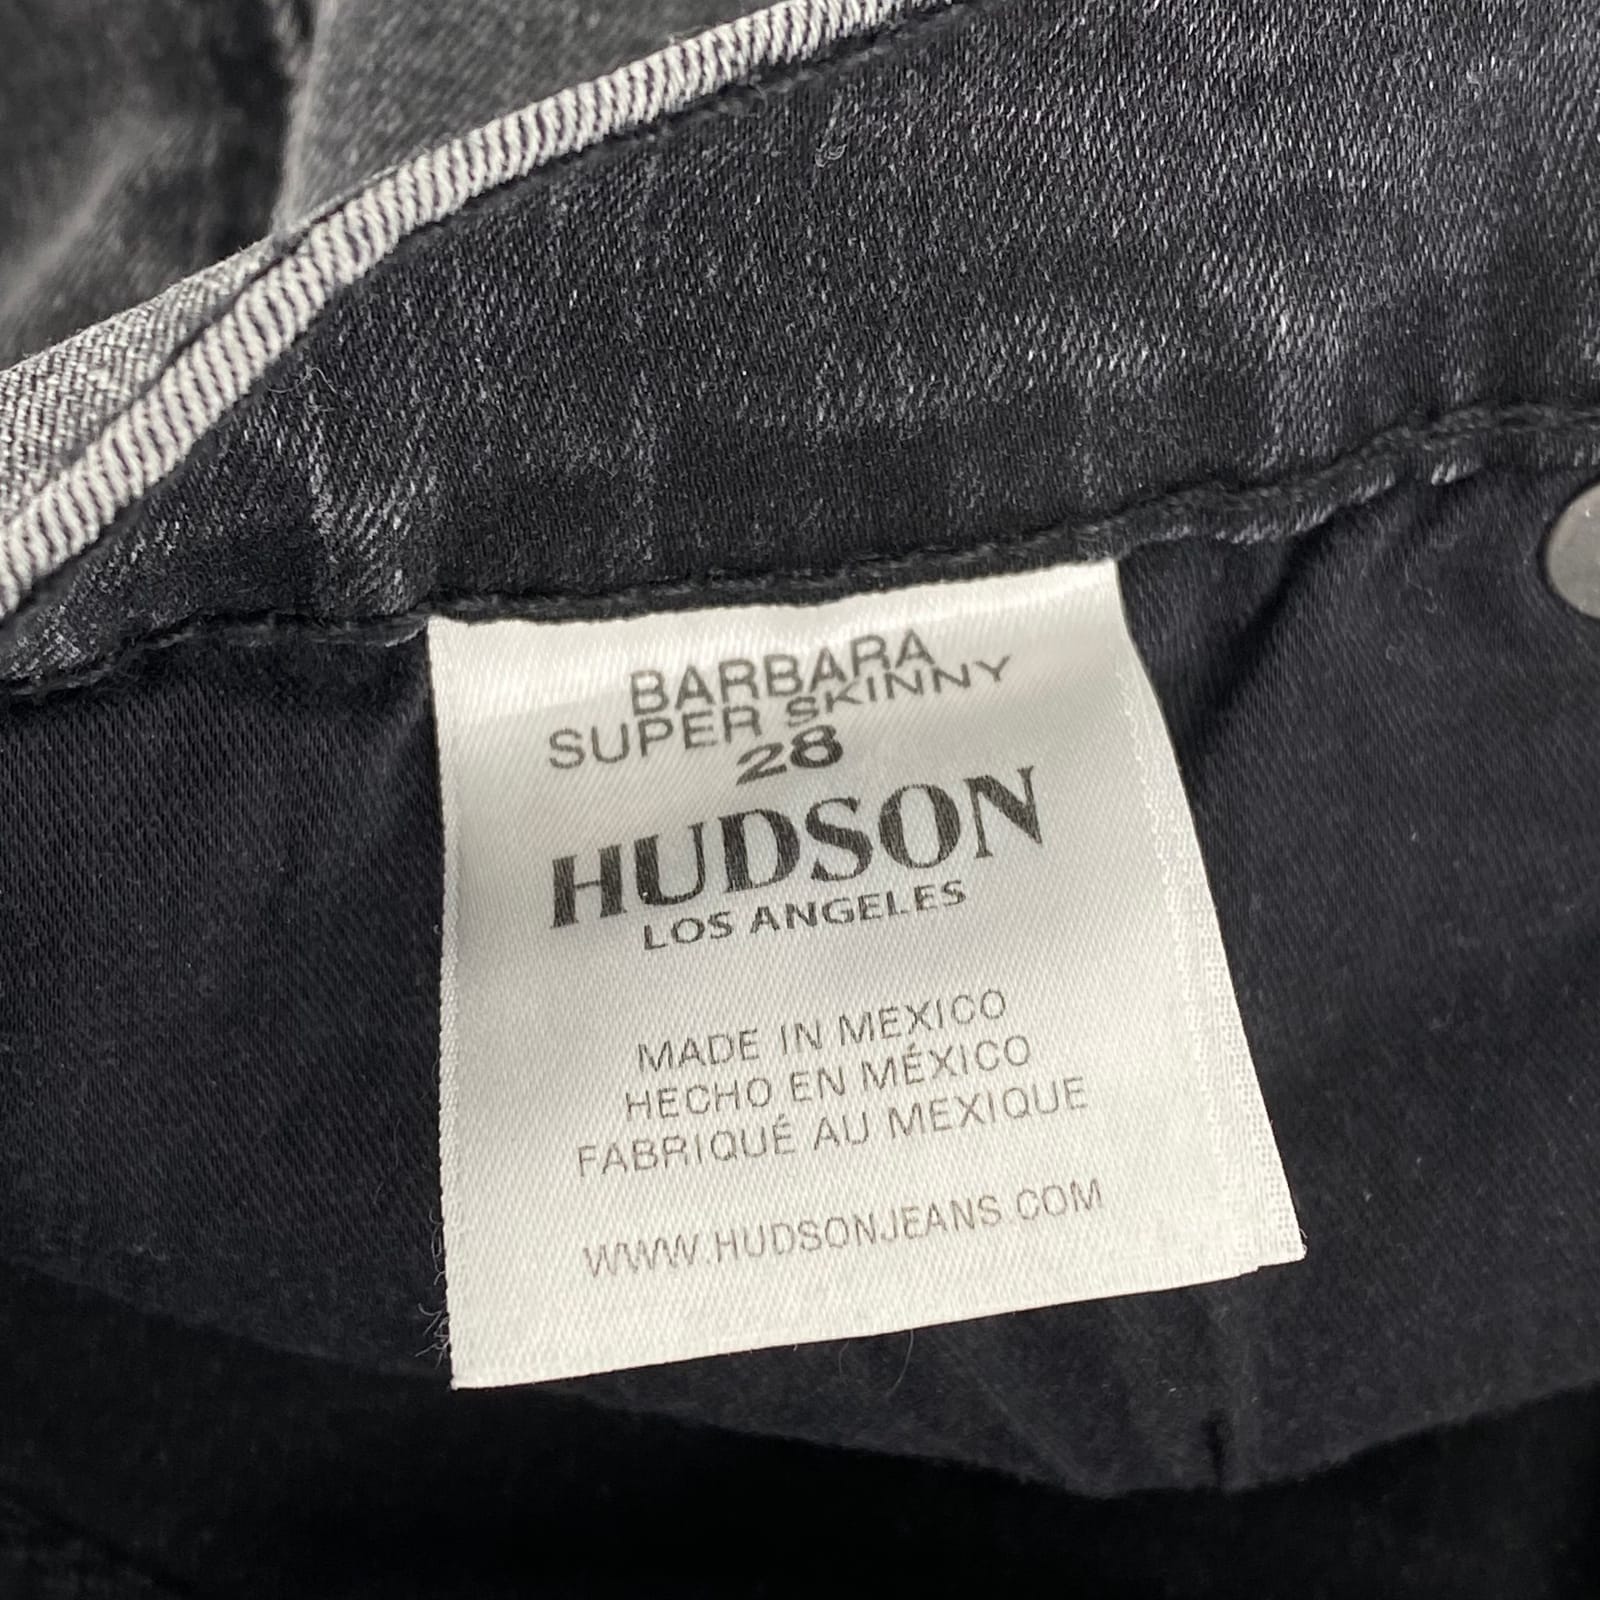 BARBARA
SUPER SKINNY
28
HUDSON
LOS ANGELES
MADE IN MEXICO
HECHO EN MÉXICO
FABRIQUÉ AU MEXIQUE
WWW.HUDSONJEANS.COM